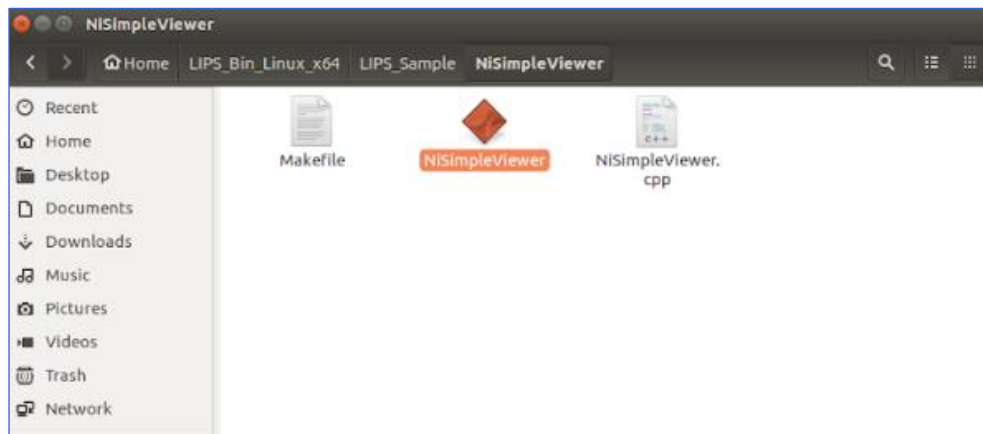 NiSimpleViewer
Home LIPS_Bin_Linux_x64 LIPS_Sample NiSimpleViewer
Recent
Home
Desktop
Documents
Downloads
Music
Pictures
Videos
Trash
Network
Makefile
NiSimpleViewer
C++
NiSimpleViewer.
cpp